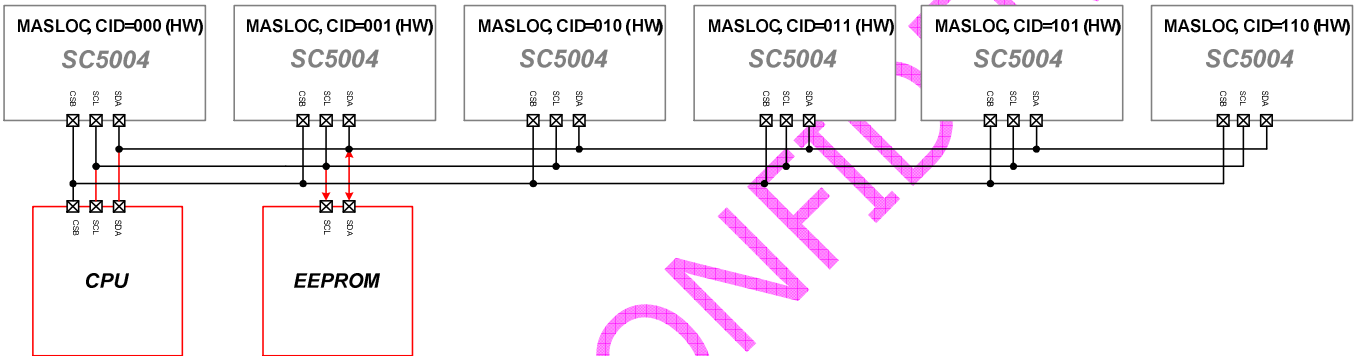 MASLOC, CID=000 (HW)
SC5004
CSB SCL SDA
MASLOC, CID=001 (HW)
SC5004
CSB SCL SDA
MASLOC, CID=010 (HW)
SC5004
CSB SCL SDA
MASLOC, CID=011 (HW)
SC5004
CSB SCL SDA
MASLOC, CID=101 (HW)
SC5004
CSB SCL SDA
MASLOC, CID=110 (HW)
SC5004
CSB SCL SDA
CSB SCL SDA
CPU
SCL SDA
EEPROM
ONFID